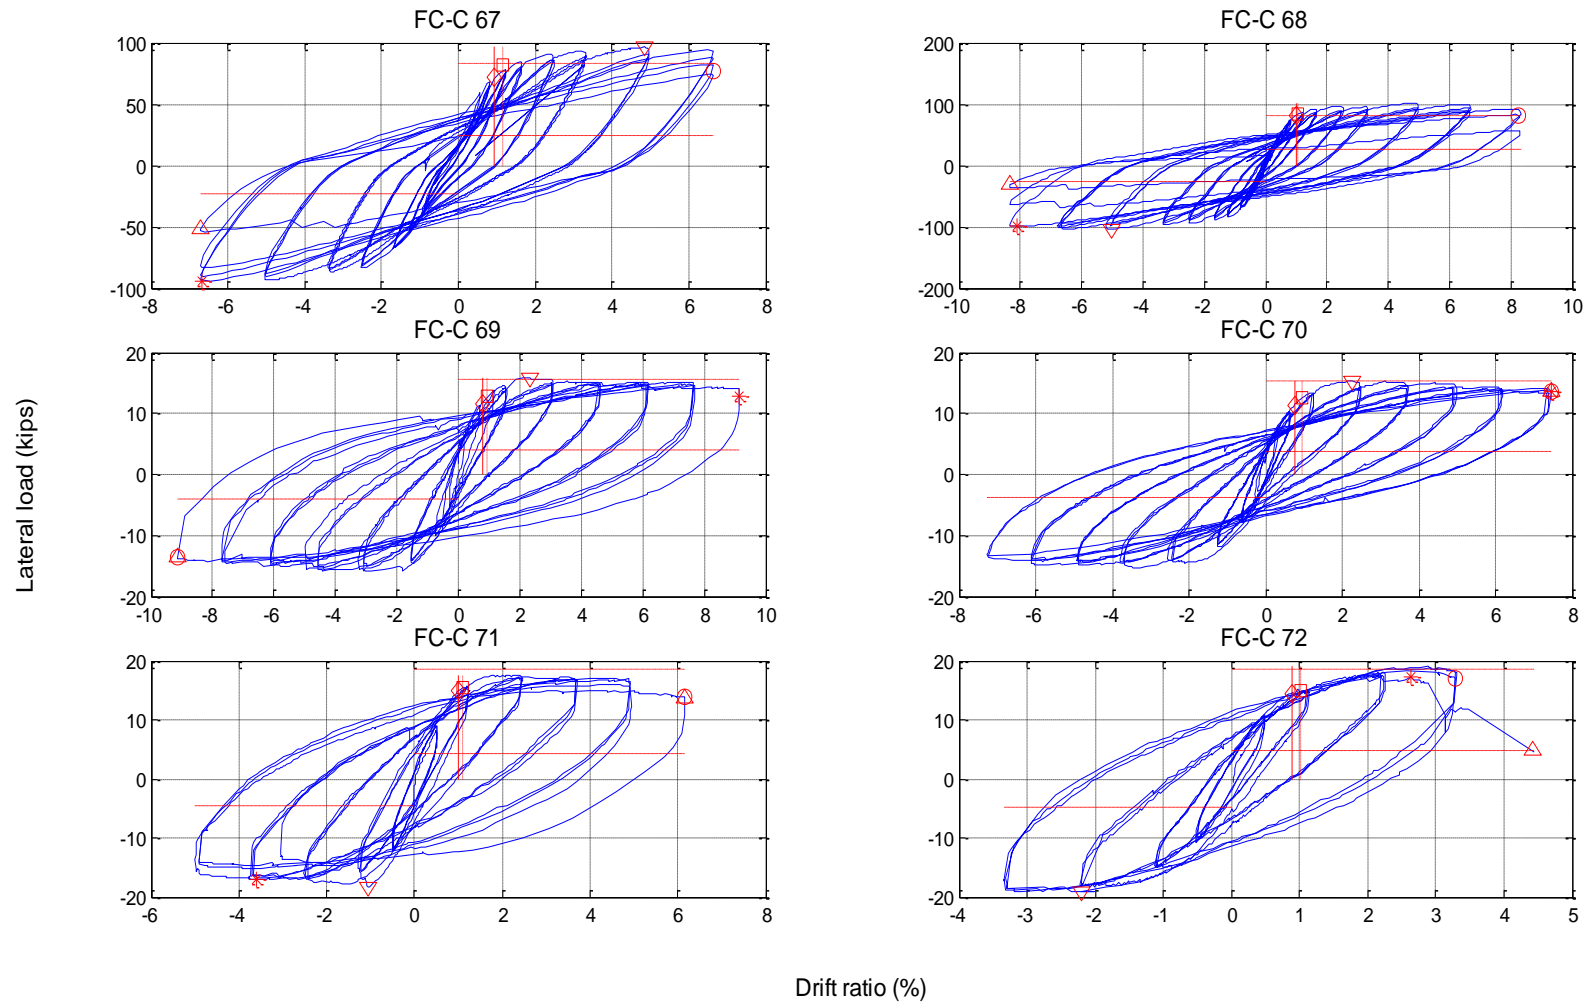 FC-C 67
100
50
0
-50
-100
-8 -6 -4 -2 0 2 4 6 8
FC-C 68
200
100
0
-100
-200
-10 -8 -6 -4 -2 0 2 4 6 8 10
FC-C 69
20
10
0
-10
-20
-10 -8 -6 -4 -2 0 2 4 6 8 10
FC-C 70
20
10
0
-10
-20
-8 -6 -4 -2 0 2 4 6 8
FC-C 71
20
10
0
-10
-20
-6 -4 -2 0 2 4 6 8
FC-C 72
20
10
0
-10
-20
-4 -3 -2 -1 0 1 2 3 4 5
Lateral load (kips)
Drift ratio (%)